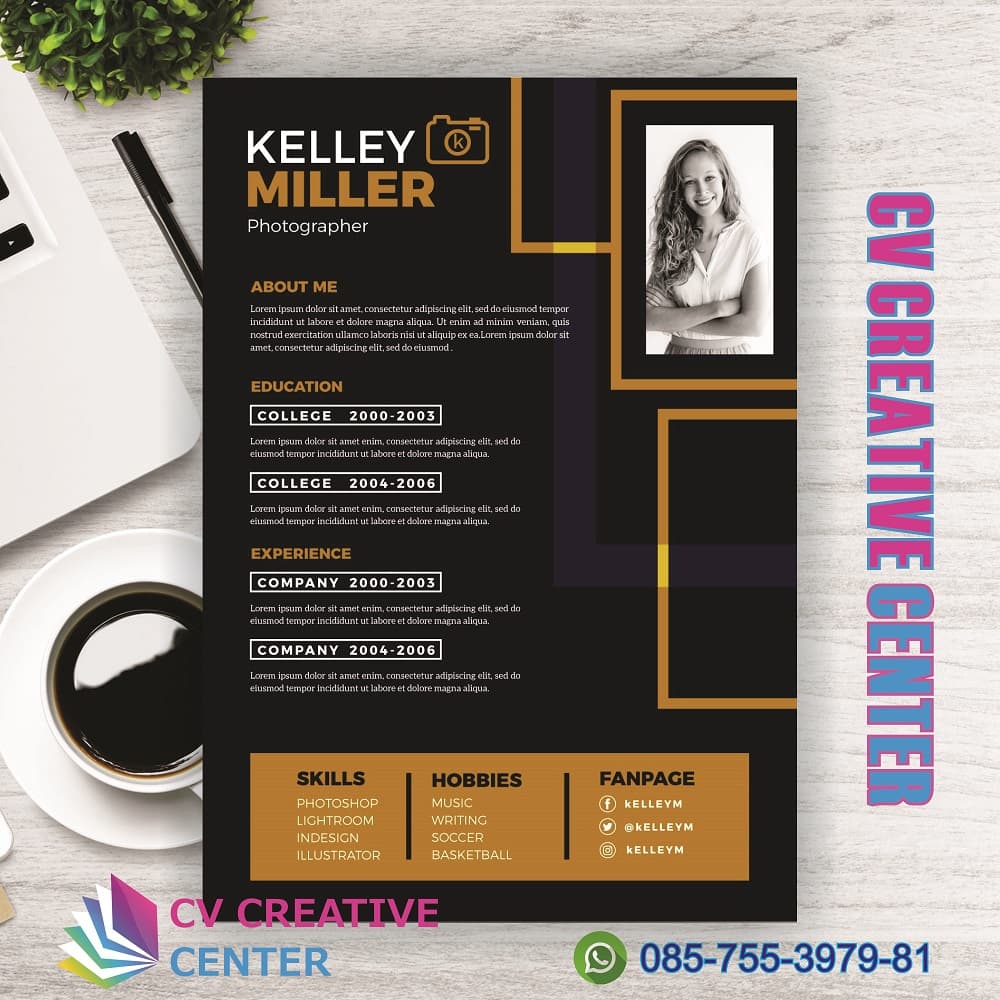 KELLEY
MILLER
Photographer
k
ABOUT ME
Lorem ipsum dolor sit amet, consectetur adipiscing elit, sed do eiusmod tempor
incididunt ut labore et dolore magna aliqua. Ut enim ad minim veniam, quis
nostrud exercitation ullamco laboris nisi ut aliquip ex ea.Lorem ipsum dolor sit
amet, consectetur adipiscing elit, sed do eiusmod .
EDUCATION
COLLEGE 2000-2003
Lorem ipsum dolor sit amet enim, consectetur adipiscing elit, sed do
eiusmod tempor incididunt ut labore et dolore magna aliqua.
COLLEGE 2004-2006
Lorem ipsum dolor sit amet enim, consectetur adipiscing elit, sed do
eiusmod tempor incididunt ut labore et dolore magna aliqua.
EXPERIENCE
COMPANY 2000-2003
Lorem ipsum dolor sit amet enim, consectetur adipiscing elit, sed do
eiusmod tempor incididunt ut labore et dolore magna aliqua.
COMPANY 2004-2006
Lorem ipsum dolor sit amet enim, consectetur adipiscing elit, sed do
eiusmod tempor incididunt ut labore et dolore magna aliqua.
SKILLS
PHOTOSHOP
LIGHTROOM
INDESIGN
ILLUSTRATOR
HOBBIES
MUSIC
WRITING
SOCCER
BASKETBALL
FANPAGE
kELLEYM
@kELLEYM
kELLEYM
CV CREATIVE CENTER
CV CREATIVE
CENTER
085-755-3979-81